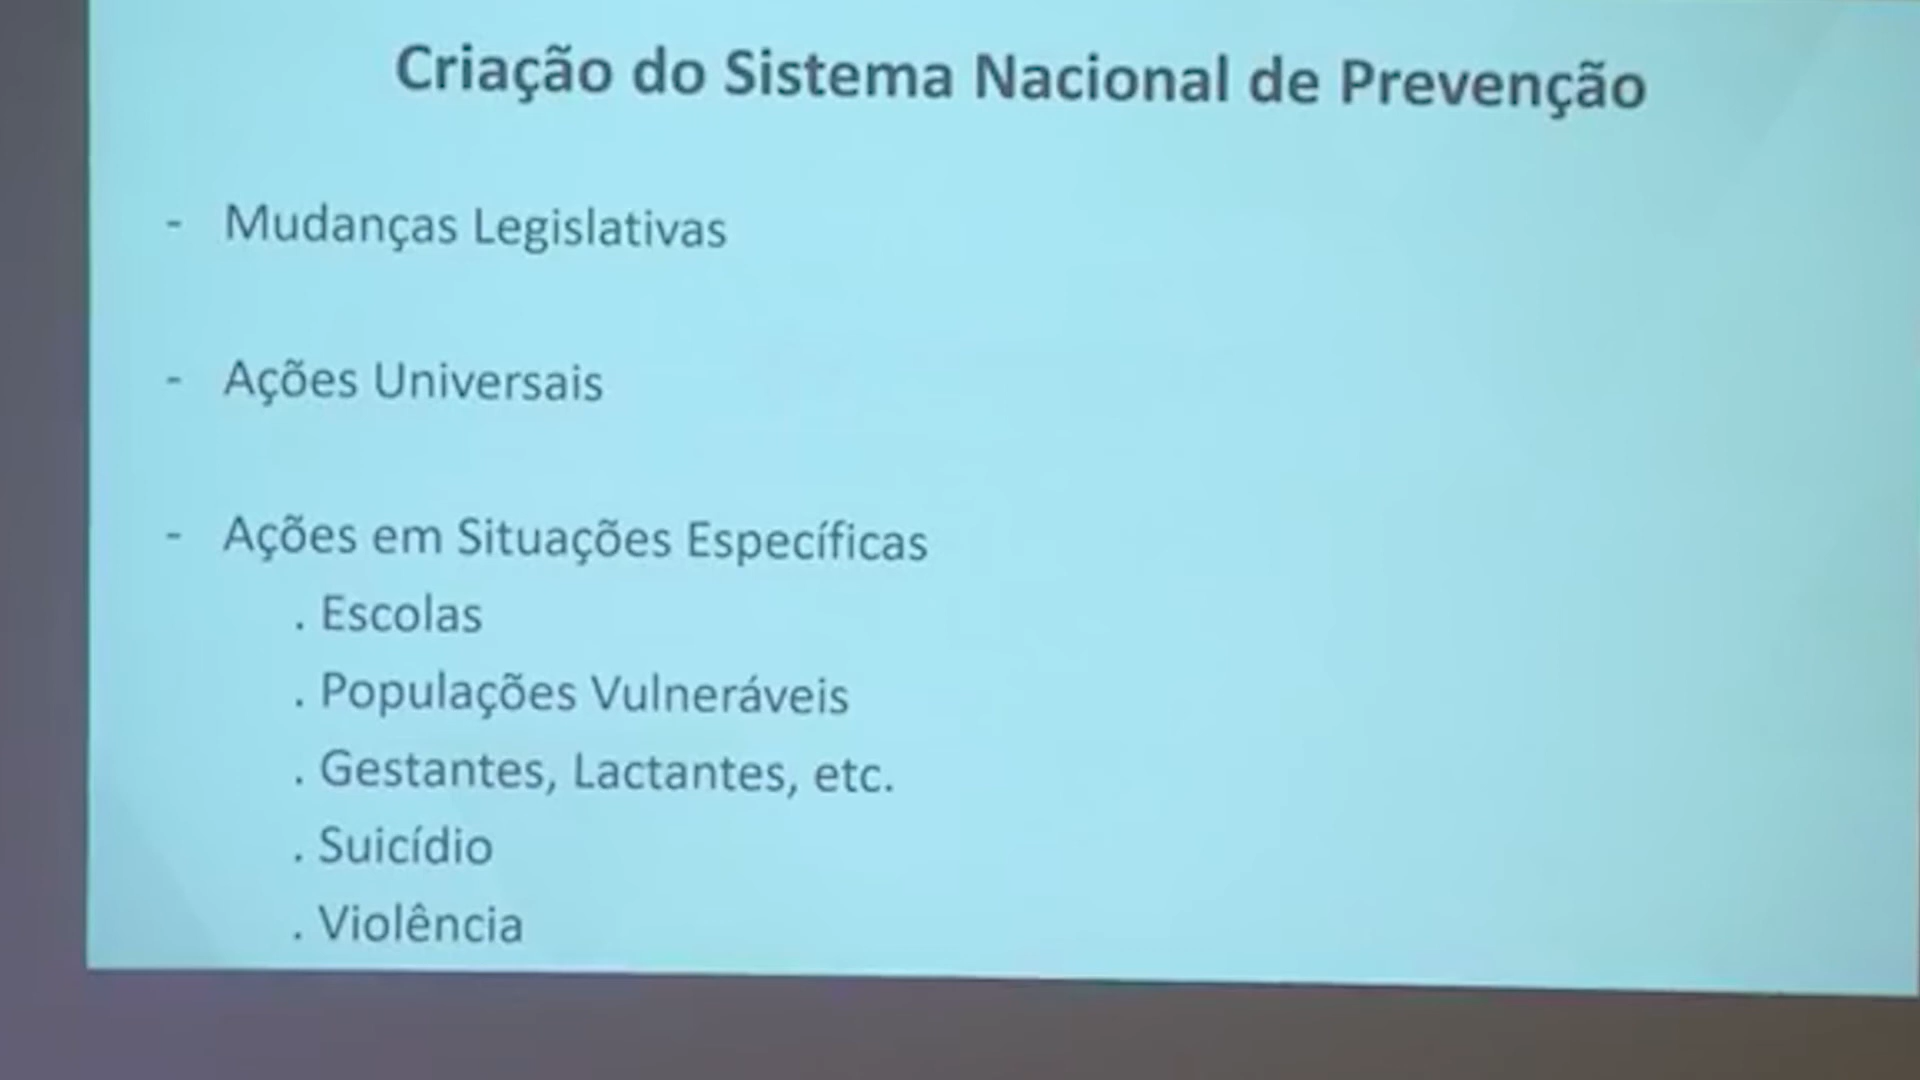 Criação do Sistema Nacional de Prevenção
- Mudanças Legislativas
- Ações Universais
- Ações em Situações Específicas
. Escolas
. Populações Vulneráveis
. Gestantes, Lactantes, etc.
. Suicídio
. Violência